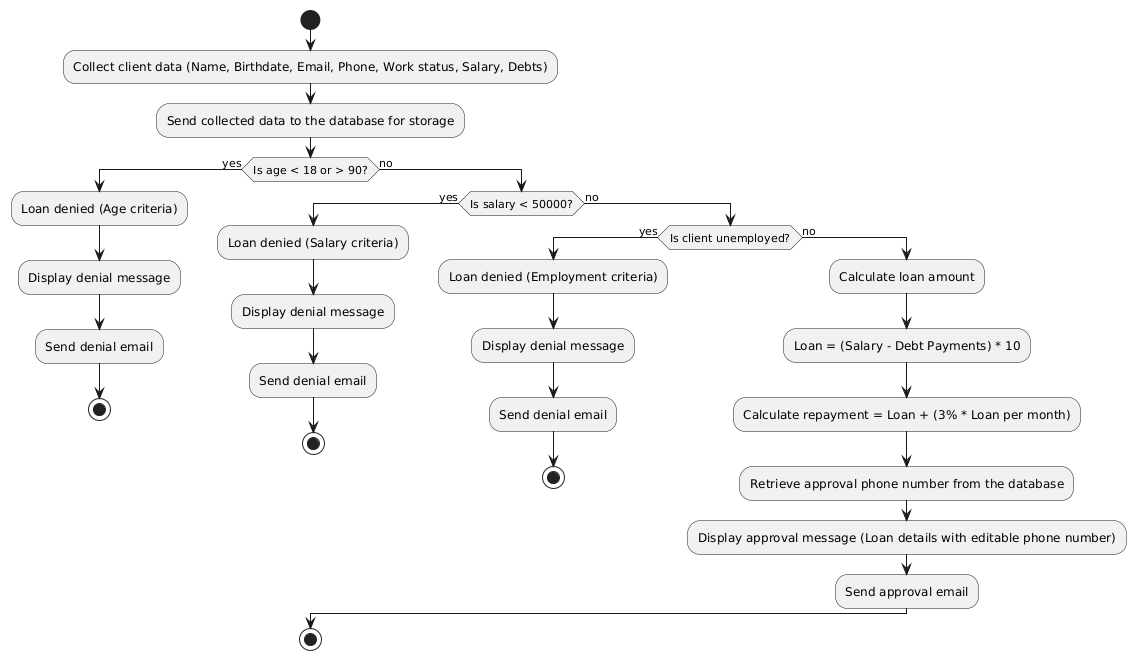 Collect client data (Name, Birthdate, Email, Phone, Work status, Salary, Debts)
Send collected data to the database for storage
yes
Is age < 18 or > 90?
no
Loan denied (Age criteria)
Display denial message
Send denial email
yes
Is salary < 50000?
no
Loan denied (Salary criteria)
Display denial message
Send denial email
yes
Is client unemployed?
no
Loan denied (Employment criteria)
Display denial message
Send denial email
Calculate loan amount
Loan = (Salary - Debt Payments) * 10
Calculate repayment = Loan + (3% * Loan per month)
Retrieve approval phone number from the database
Display approval message (Loan details with editable phone number)
Send approval email